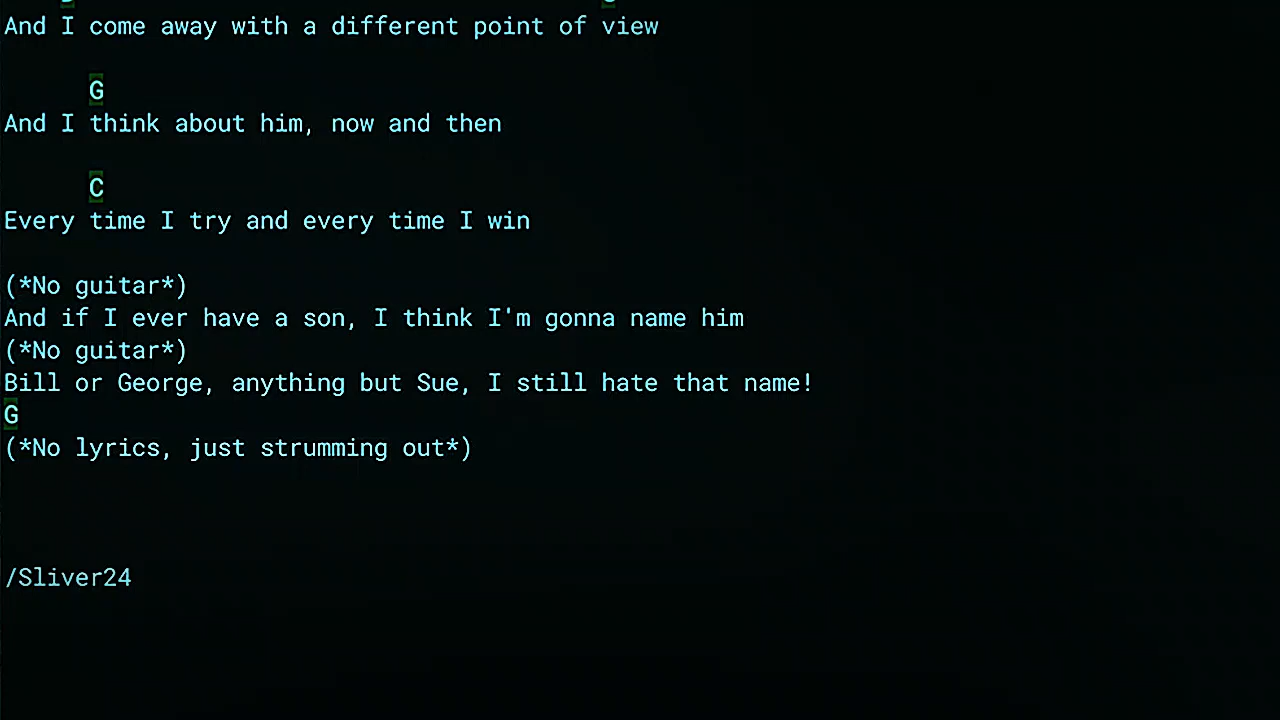 And I come away with a different point of view
G
And I think about him, now and then
C
Every time I try and every time I win
(*No guitar*)
And if I ever have a son, I think I'm gonna name him
(*No guitar*)
Bill or George, anything but Sue, I still hate that name!
G
(*No lyrics, just strumming out*)
/Sliver24